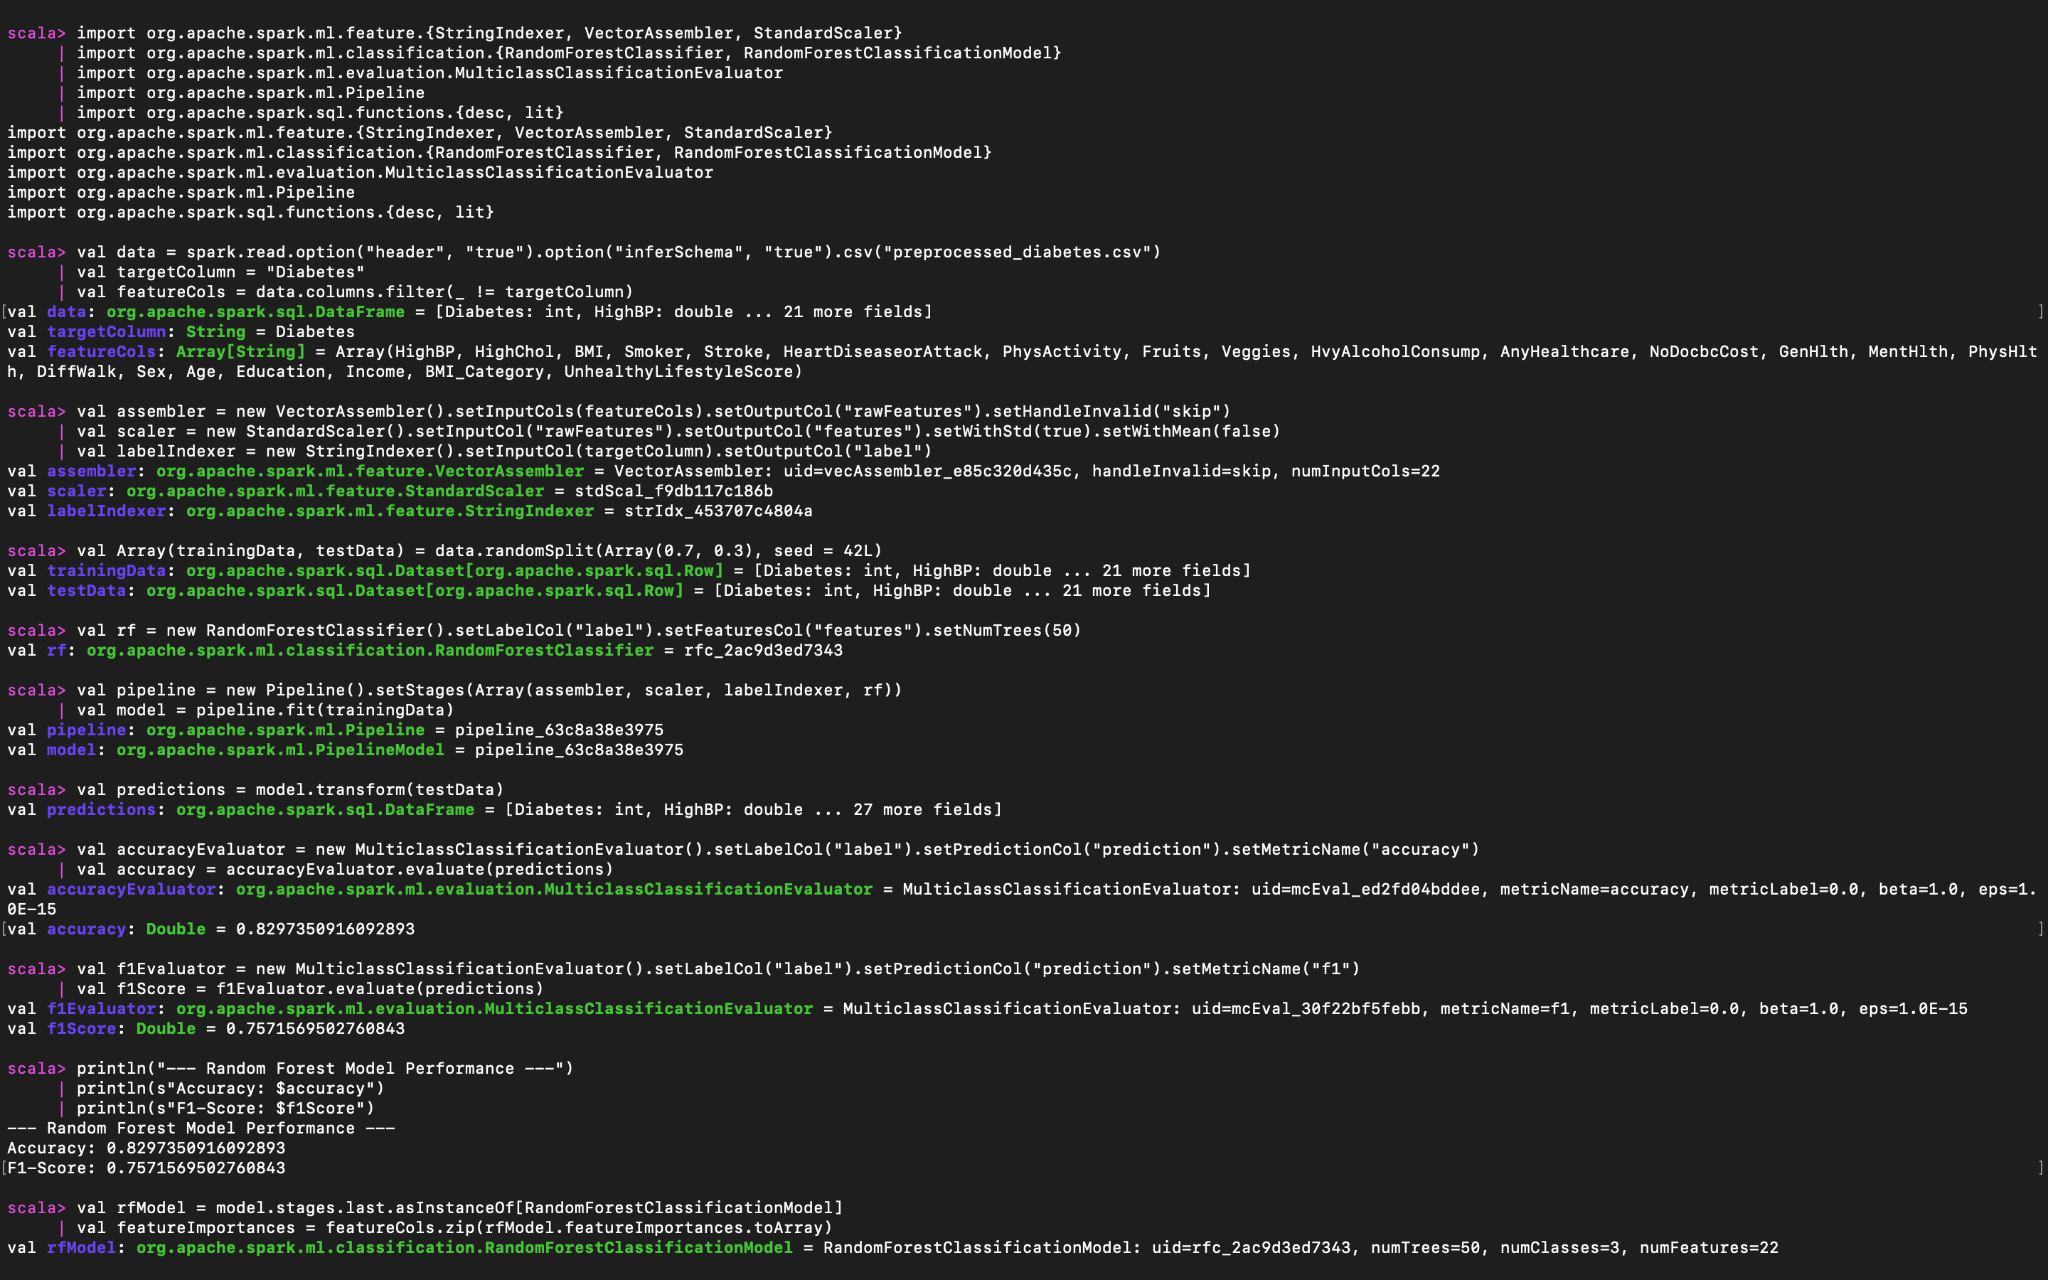 scala> import org.apache.spark.ml.feature.{StringIndexer, VectorAssembler, StandardScaler}
| import org.apache.spark.ml.classification.{RandomForestClassifier, RandomForestClassificationModel}
| import org.apache.spark.ml.evaluation.MulticlassClassificationEvaluator
| import org.apache.spark.ml.Pipeline
| import org.apache.spark.sql.functions.{desc, lit}
import org.apache.spark.ml.feature.{StringIndexer, VectorAssembler, StandardScaler}
import org.apache.spark.ml.classification.{RandomForestClassifier, RandomForestClassificationModel}
import org.apache.spark.ml.evaluation.MulticlassClassificationEvaluator
import org.apache.spark.ml.Pipeline
import org.apache.spark.sql.functions.{desc, lit}
scala> val data = spark.read.option("header", "true").option("inferSchema", "true").csv("preprocessed_diabetes.csv")
| val targetColumn = "Diabetes"
| val featureCols = data.columns.filter(_ != targetColumn)
[val data: org.apache.spark.sql.DataFrame = [Diabetes: int, HighBP: double ... 21 more fields] ]
val targetColumn: String = Diabetes
val featureCols: Array[String] = Array(HighBP, HighChol, BMI, Smoker, Stroke, HeartDiseaseorAttack, PhysActivity, Fruits, Veggies, HvyAlcoholConsump, AnyHealthcare, NoDocbcCost, GenHlth, MentHlth, PhysHlt
h, DiffWalk, Sex, Age, Education, Income, BMI_Category, UnhealthyLifestyleScore)
scala> val assembler = new VectorAssembler().setInputCols(featureCols).setOutputCol("rawFeatures").setHandleInvalid("skip")
| val scaler = new StandardScaler().setInputCol("rawFeatures").setOutputCol("features").setWithStd(true).setWithMean(false)
| val labelIndexer = new StringIndexer().setInputCol(targetColumn).setOutputCol("label")
val assembler: org.apache.spark.ml.feature.VectorAssembler = VectorAssembler: uid=vecAssembler_e85c320d435c, handleInvalid=skip, numInputCols=22
val scaler: org.apache.spark.ml.feature.StandardScaler = stdScal_f9db117c186b
val labelIndexer: org.apache.spark.ml.feature.StringIndexer = strIdx_453707c4804a
scala> val Array(trainingData, testData) = data.randomSplit(Array(0.7, 0.3), seed = 42L)
val trainingData: org.apache.spark.sql.Dataset[org.apache.spark.sql.Row] = [Diabetes: int, HighBP: double ... 21 more fields]
val testData: org.apache.spark.sql.Dataset[org.apache.spark.sql.Row] = [Diabetes: int, HighBP: double ... 21 more fields]
scala> val rf = new RandomForestClassifier().setLabelCol("label").setFeaturesCol("features").setNumTrees(50)
val rf: org.apache.spark.ml.classification.RandomForestClassifier = rfc_2ac9d3ed7343
scala> val pipeline = new Pipeline().setStages(Array(assembler, scaler, labelIndexer, rf))
| val model = pipeline.fit(trainingData)
val pipeline: org.apache.spark.ml.Pipeline = pipeline_63c8a38e3975
val model: org.apache.spark.ml.PipelineModel = pipeline_63c8a38e3975
scala> val predictions = model.transform(testData)
val predictions: org.apache.spark.sql.DataFrame = [Diabetes: int, HighBP: double ... 27 more fields]
scala> val accuracyEvaluator = new MulticlassClassificationEvaluator().setLabelCol("label").setPredictionCol("prediction").setMetricName("accuracy")
| val accuracy = accuracyEvaluator.evaluate(predictions)
val accuracyEvaluator: org.apache.spark.ml.evaluation.MulticlassClassificationEvaluator = MulticlassClassificationEvaluator: uid=mcEval_ed2fd04bddee, metricName=accuracy, metricLabel=0.0, beta=1.0, eps=1.
0E-15
[val accuracy: Double = 0.8297350916092893 ]
scala> val f1Evaluator = new MulticlassClassificationEvaluator().setLabelCol("label").setPredictionCol("prediction").setMetricName("f1")
| val f1Score = f1Evaluator.evaluate(predictions)
val f1Evaluator: org.apache.spark.ml.evaluation.MulticlassClassificationEvaluator = MulticlassClassificationEvaluator: uid=mcEval_30f22bf5febb, metricName=f1, metricLabel=0.0, beta=1.0, eps=1.0E-15
val f1Score: Double = 0.7571569502760843
scala> println("--- Random Forest Model Performance ---")
| println(s"Accuracy: $accuracy")
| println(s"F1-Score: $f1Score")
--- Random Forest Model Performance ---
Accuracy: 0.8297350916092893
[F1-Score: 0.7571569502760843 ]
scala> val rfModel = model.stages.last.asInstanceOf[RandomForestClassificationModel]
| val featureImportances = featureCols.zip(rfModel.featureImportances.toArray)
val rfModel: org.apache.spark.ml.classification.RandomForestClassificationModel = RandomForestClassificationModel: uid=rfc_2ac9d3ed7343, numTrees=50, numClasses=3, numFeatures=22